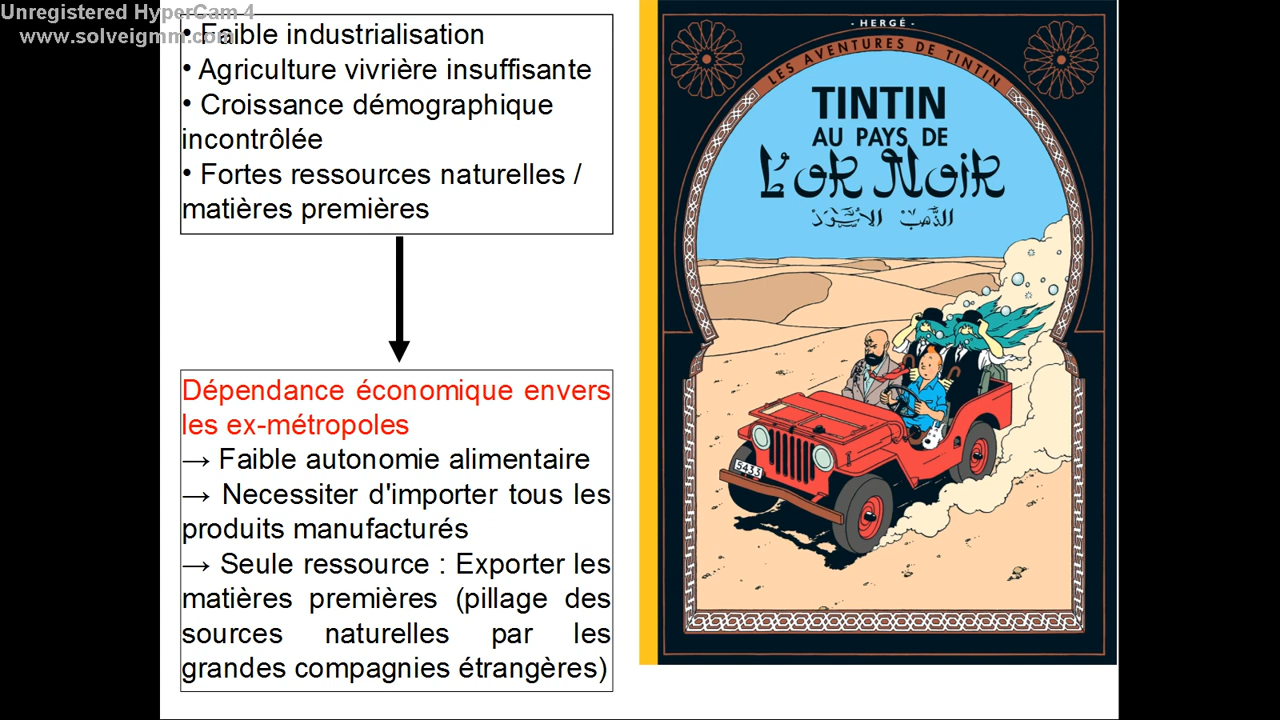 Unregistered HyperCam 4
www.solveigmm.com
• Faible industrialisation
• Agriculture vivrière insuffisante
• Croissance démographique
incontrôlée
• Fortes ressources naturelles /
matières premières
Dépendance économique envers
les ex-métropoles
→ Faible autonomie alimentaire
→ Necessiter d'importer tous les
produits manufacturés
→ Seule ressource : Exporter les
matières premières (pillage des
sources naturelles par les
grandes compagnies étrangères)
- HERGÉ -
LES AVENTURES DE TINTIN
TINTIN
AU PAYS DE
L'OR NOIR
الذّهب الاسود
5433